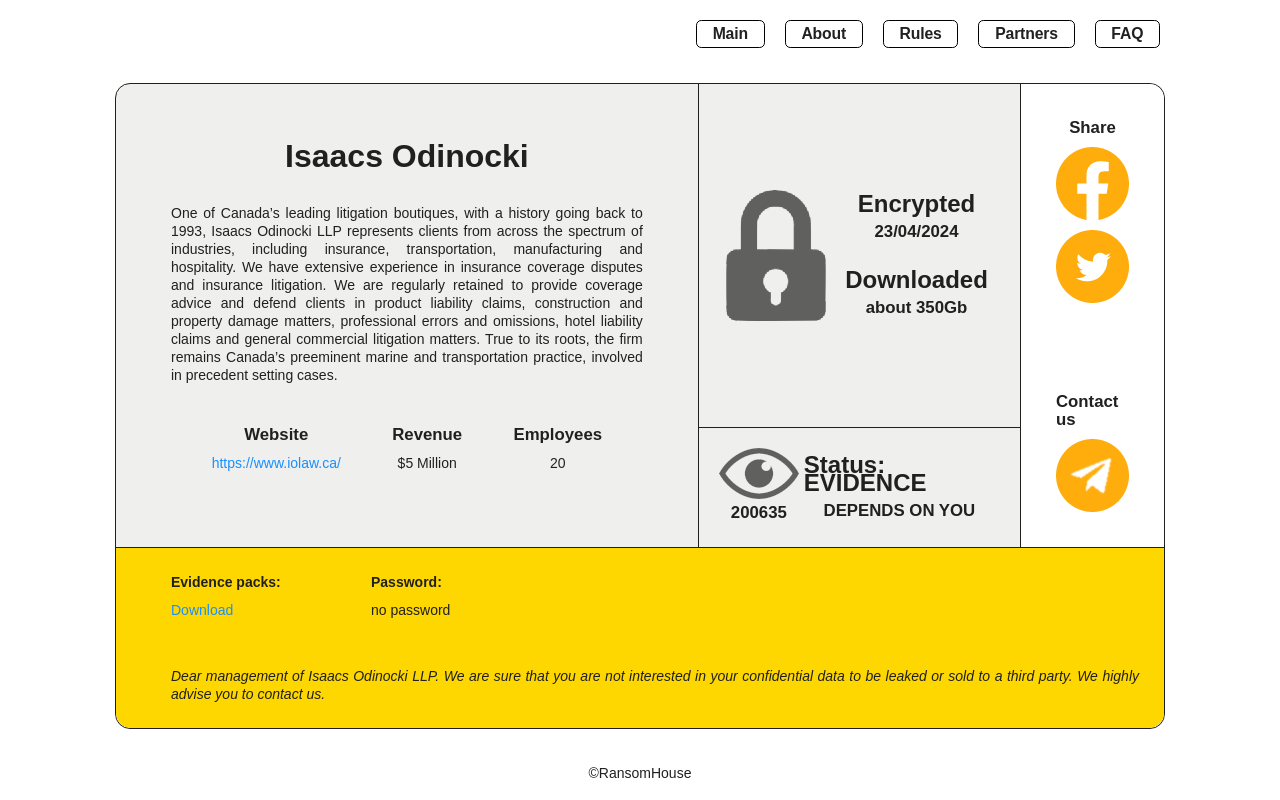 Main
About
Rules
Partners
FAQ
Isaacs Odinocki
One of Canada’s leading litigation boutiques, with a history going back to
1993, Isaacs Odinocki LLP represents clients from across the spectrum of
industries, including insurance, transportation, manufacturing and
hospitality. We have extensive experience in insurance coverage disputes
and insurance litigation. We are regularly retained to provide coverage
advice and defend clients in product liability claims, construction and
property damage matters, professional errors and omissions, hotel liability
claims and general commercial litigation matters. True to its roots, the firm
remains Canada’s preeminent marine and transportation practice, involved
in precedent setting cases.
Website
https://www.iolaw.ca/
Revenue
$5 Million
Employees
20
Encrypted
23/04/2024
Downloaded
about 350Gb
200635
Status:
EVIDENCE
DEPENDS ON YOU
Share
Contact
us
Evidence packs:
Download
Password:
no password
Dear management of Isaacs Odinocki LLP. We are sure that you are not interested in your confidential data to be leaked or sold to a third party. We highly
advise you to contact us.
©RansomHouse